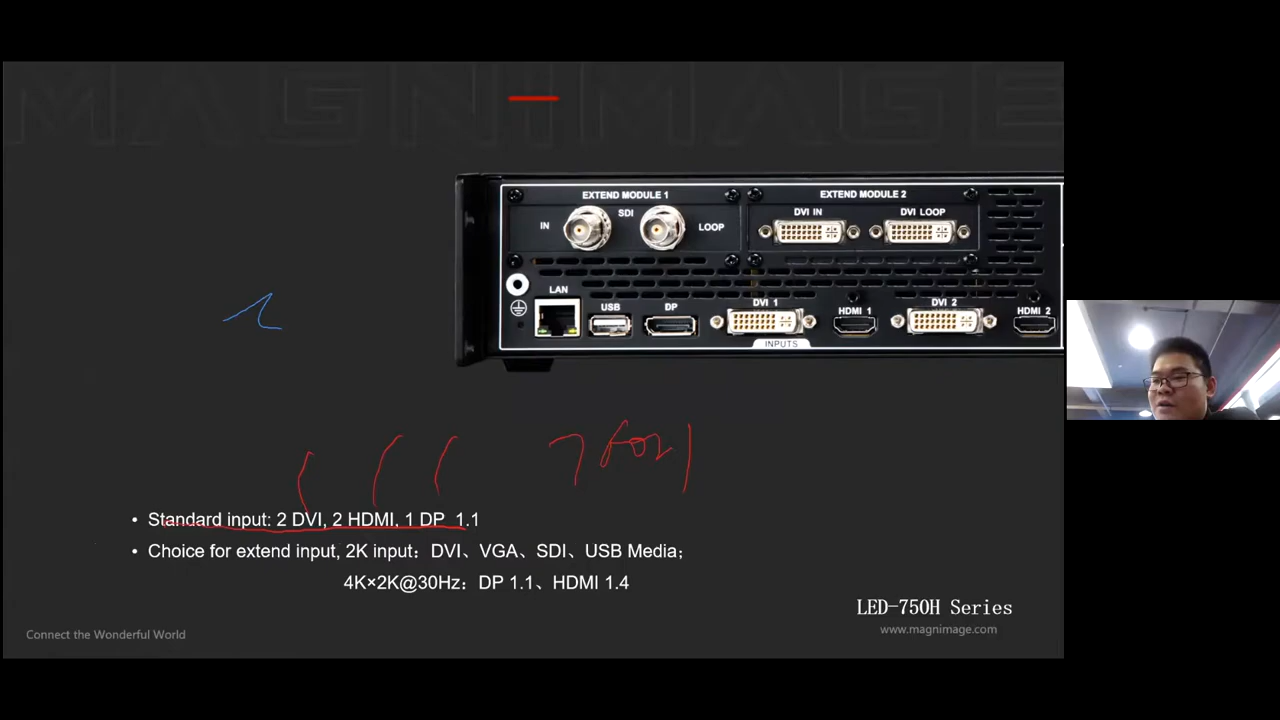 MAGNIMAGE
EXTEND MODULE 1
EXTEND MODULE 2
IN
SDI
LOOP
DVI IN
DVI LOOP
LAN
USB
DP
DVI 1
HDMI 1
DVI 2
HDMI 2
INPUTS
7 for 1
• Standard input: 2 DVI, 2 HDMI, 1 DP 1.1
• Choice for extend input, 2K input：DVI、VGA、SDI、USB Media；
4K×2K@30Hz：DP 1.1、HDMI 1.4
LED-750H Series
Connect the Wonderful World
www.magnimage.com